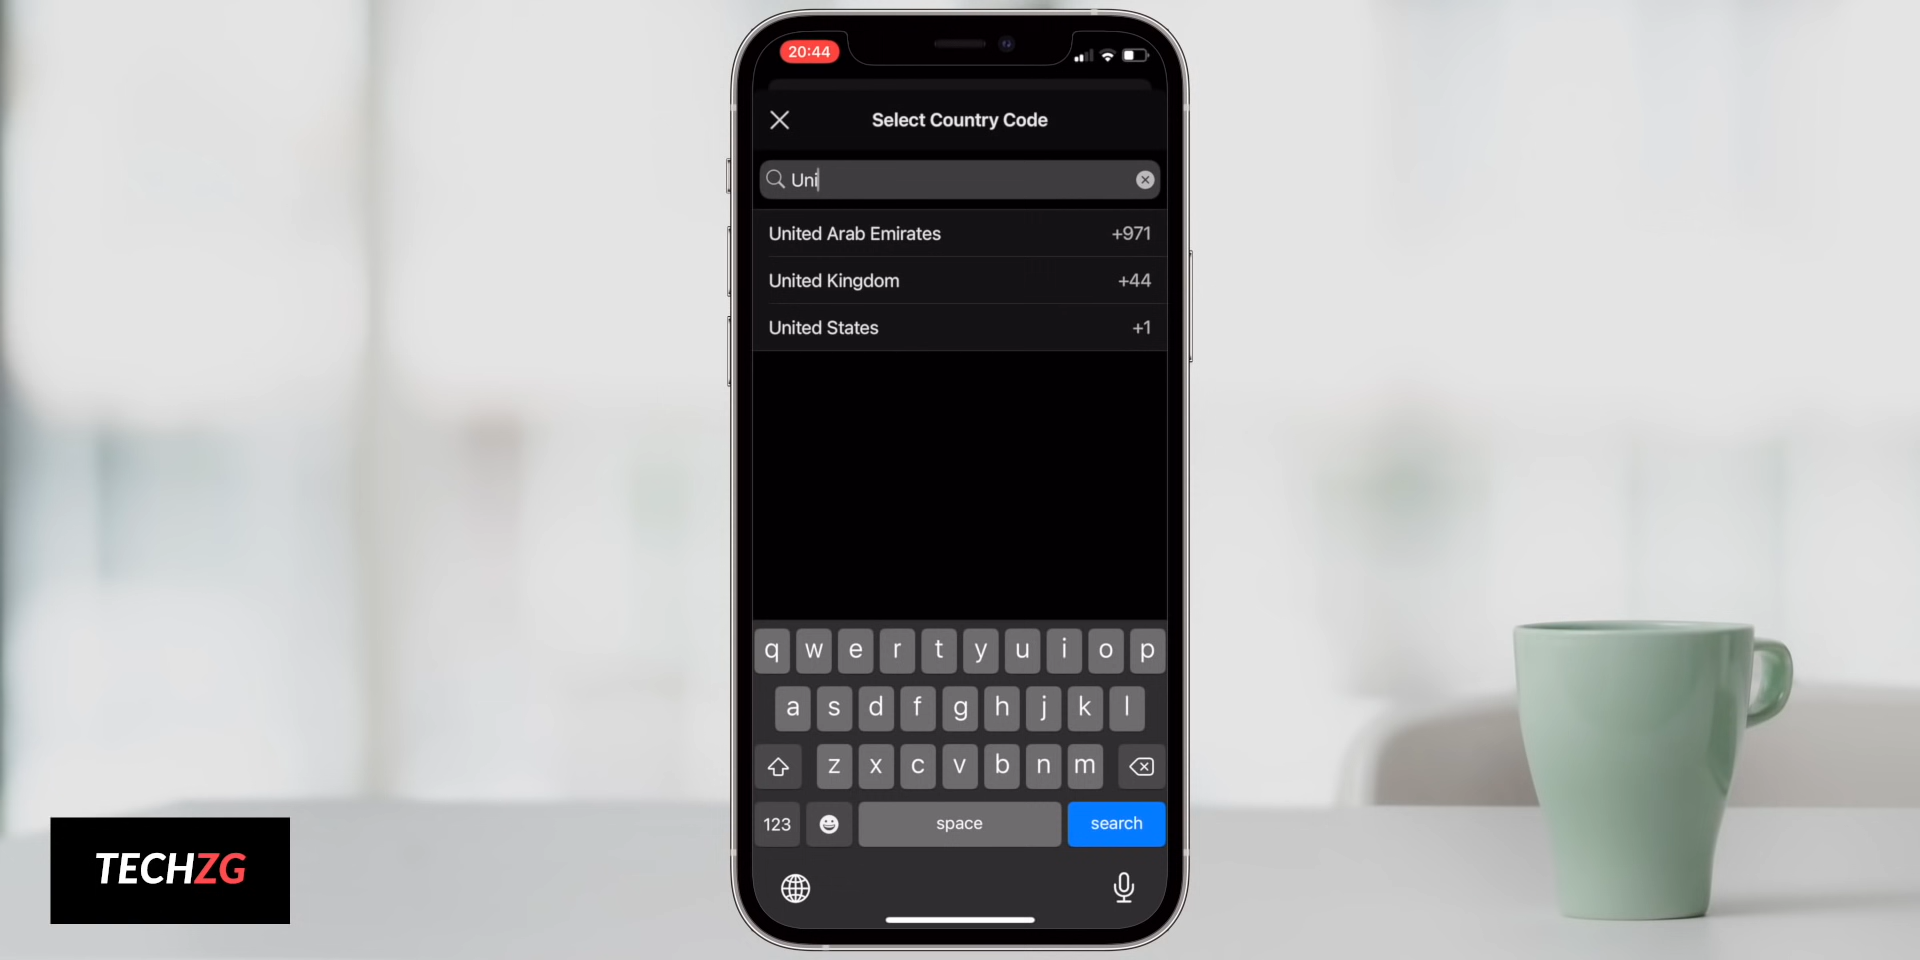 20:44
Select Country Code
Uni
United Arab Emirates +971
United Kingdom +44
United States +1
q w e r t y u i o p
a s d f g h j k l
z x c v b n m
123 space search
TECHZG